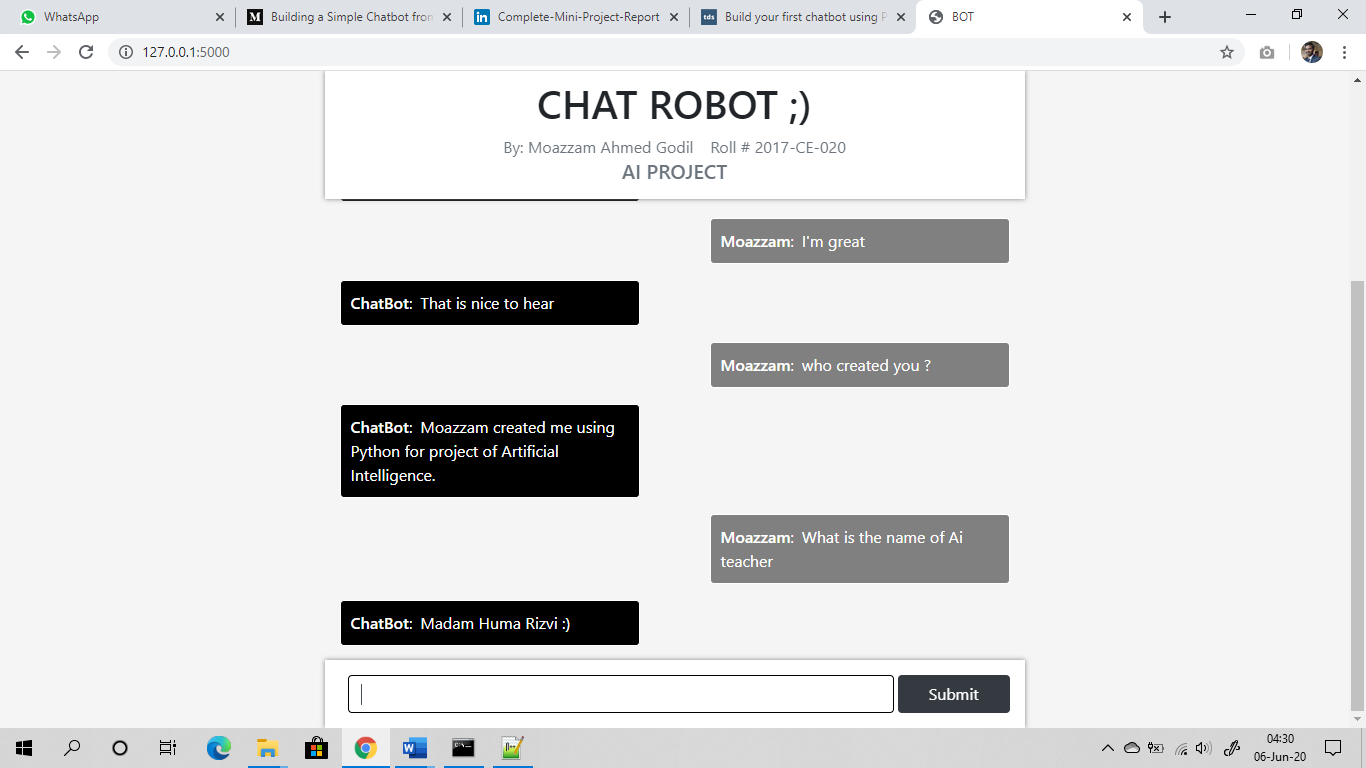 WhatsApp
Building a Simple Chatbot from
Complete-Mini-Project-Report
Build your first chatbot using P
BOT
127.0.0.1:5000
CHAT ROBOT ;)
By: Moazzam Ahmed Godil Roll # 2017-CE-020
AI PROJECT
Moazzam: I'm great
ChatBot: That is nice to hear
Moazzam: who created you ?
ChatBot: Moazzam created me using
Python for project of Artificial
Intelligence.
Moazzam: What is the name of Ai
teacher
ChatBot: Madam Huma Rizvi :)
Submit
04:30
06-Jun-20